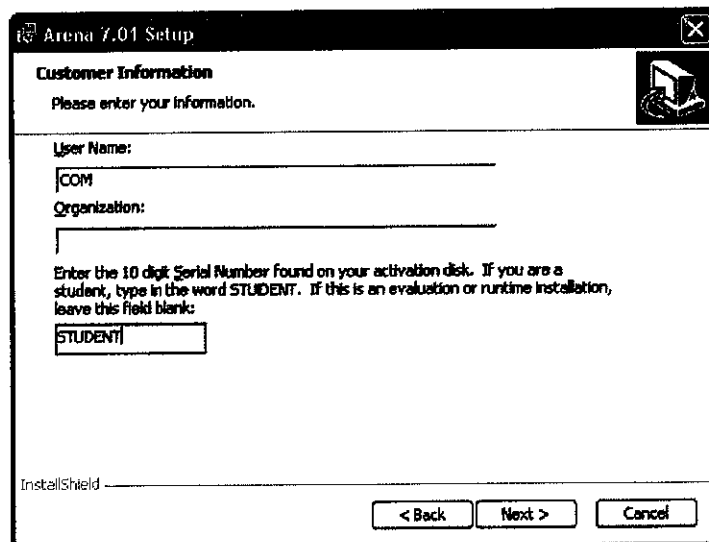 Arena 7.01 Setup
Customer Information
Please enter your information.
User Name:
COM
Organization:
Enter the 10 digit Serial Number found on your activation disk. If you are a
student, type in the word STUDENT. If this is an evaluation or runtime installation,
leave this field blank:
STUDENT
InstallShield
< Back Next > Cancel